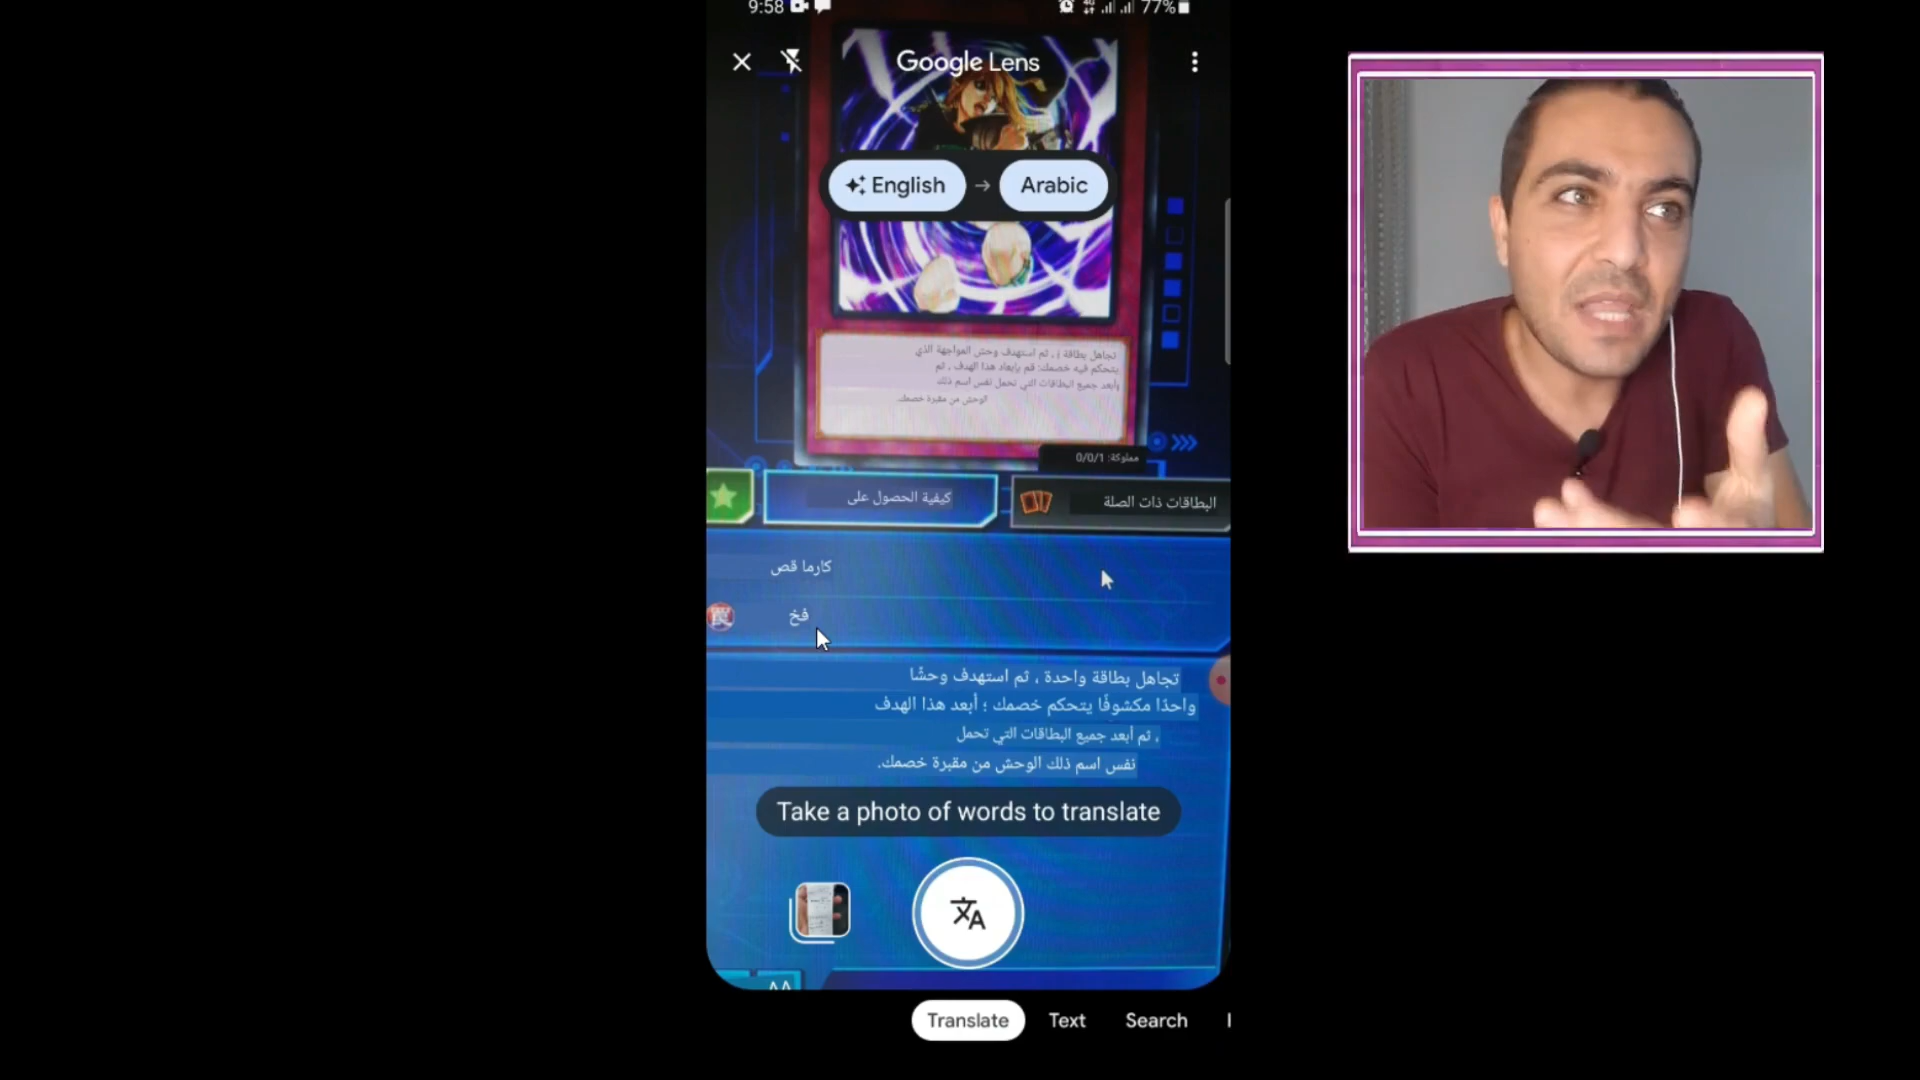 9:58
77%
Google Lens
English → Arabic
تجاهل بطاقة إ ، ثم استهدف وحش المواجهة الذي
يتحكم فيه خصمك: قم بإبعاد هذا الهدف ، ثم
وأبعد جميع البطاقات التي تحمل نفس اسم ذلك
الوحش من مقبرة خصمك.
مملوكة: 0/0/1
كيفية الحصول على
البطاقات ذات الصلة
كارما قص
罠 فخ
تجاهل بطاقة واحدة ، ثم استهدف وحشًا
واحدًا مكشوفًا يتحكم خصمك ؛ أبعد هذا الهدف
، ثم أبعد جميع البطاقات التي تحمل
نفس اسم ذلك الوحش من مقبرة خصمك.
Take a photo of words to translate
Translate Text Search